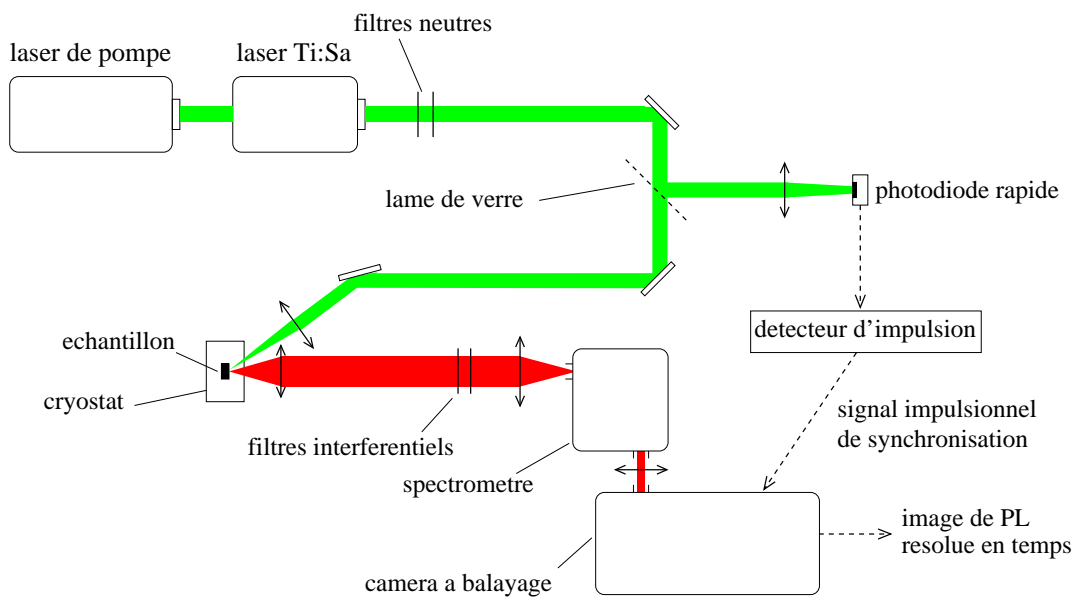 filtres neutres
laser de pompe
laser Ti:Sa
lame de verre
photodiode rapide
detecteur d'impulsion
echantillon
cryostat
filtres interferentiels
signal impulsionnel
de synchronisation
spectrometre
image de PL
resolue en temps
camera a balayage